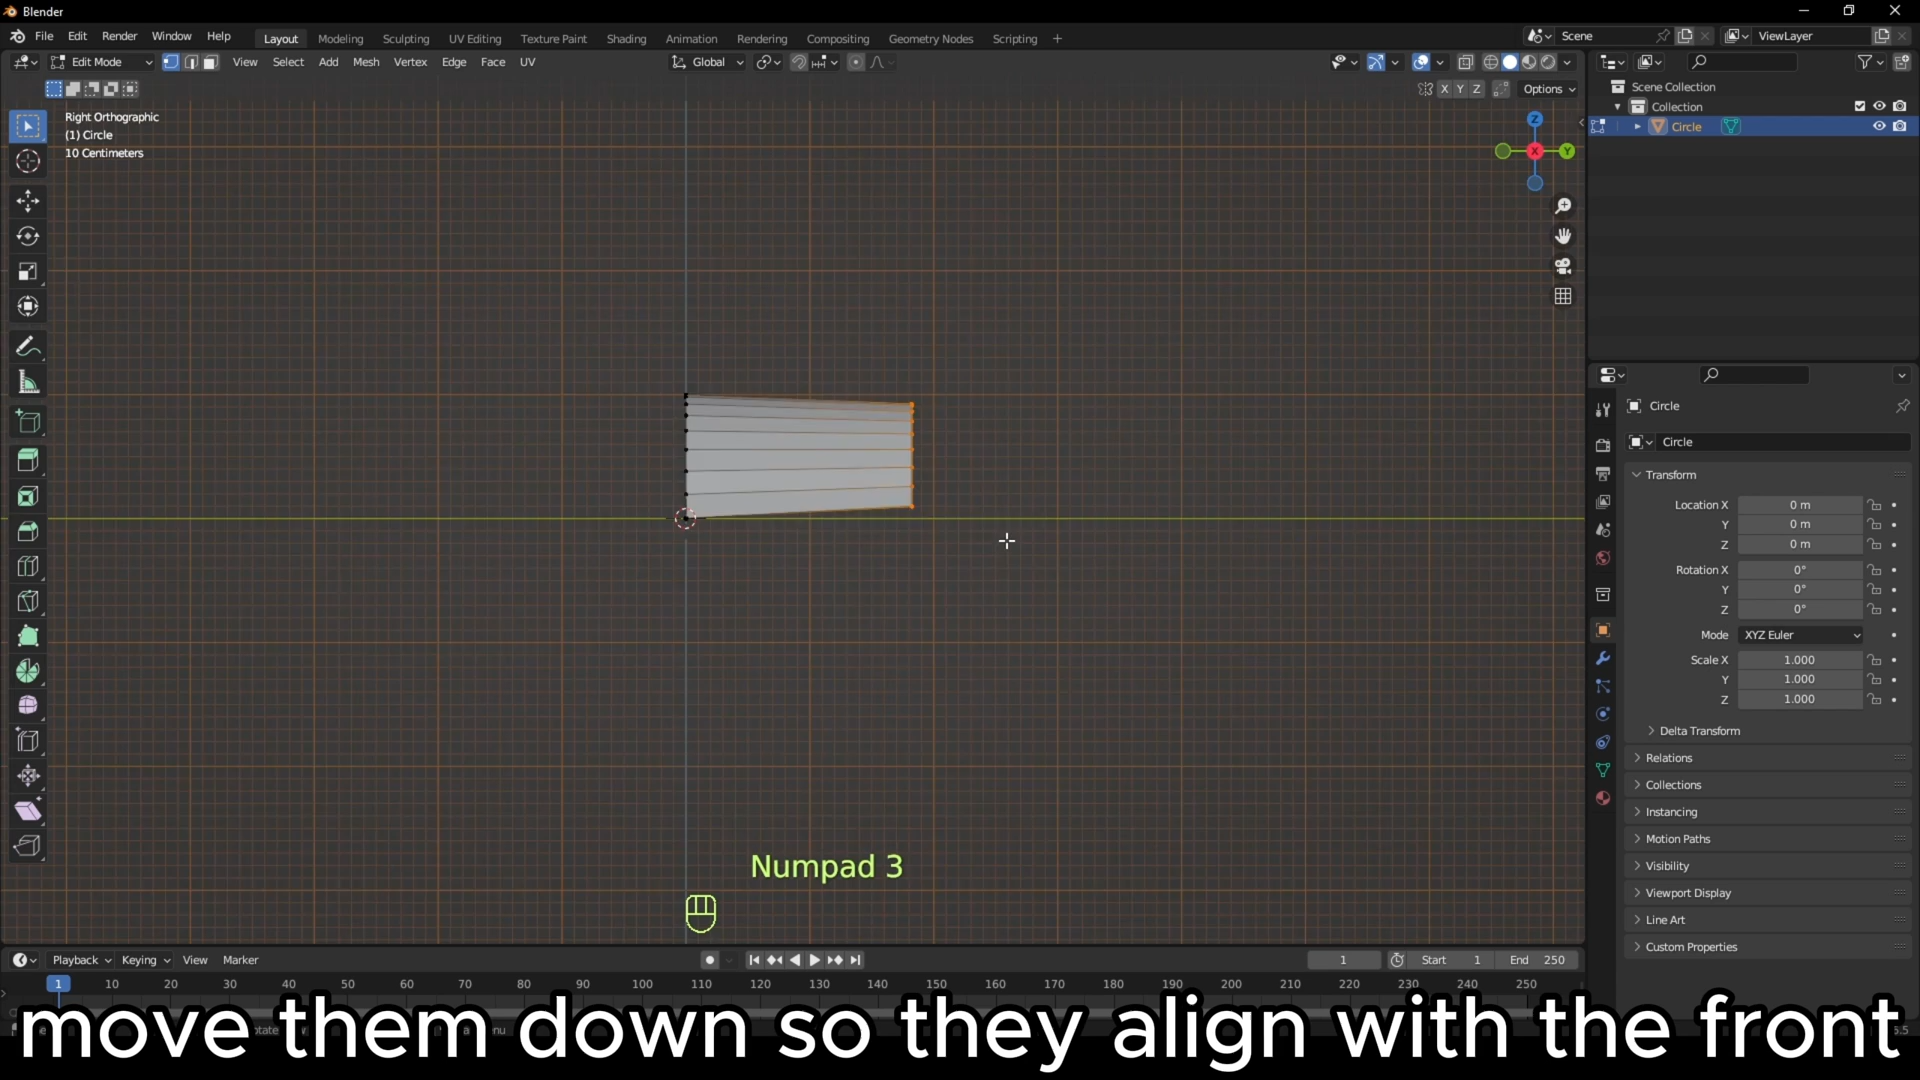 Blender
File Edit Render Window Help
Layout Modeling Sculpting UV Editing Texture Paint Shading Animation Rendering Compositing Geometry Nodes Scripting +
Scene
ViewLayer
Edit Mode View Select Add Mesh Vertex Edge Face UV
Global
X Y Z Options
Right Orthographic
(1) Circle
10 Centimeters
Z
X
Y
Scene Collection
Collection
Circle
Circle
Circle
Transform
Location X 0 m
Y 0 m
Z 0 m
Rotation X 0°
Y 0°
Z 0°
Mode XYZ Euler
Scale X 1.000
Y 1.000
Z 1.000
Delta Transform
Relations
Collections
Instancing
Motion Paths
Visibility
Viewport Display
Line Art
Custom Properties
Numpad 3
Playback Keying View Marker
1 Start 1 End 250
1 10 20 30 40 50 60 70 80 90 100 110 120 130 140 150 160 170 180 190 200 210 220 230 240 250
move them down so they align with the front